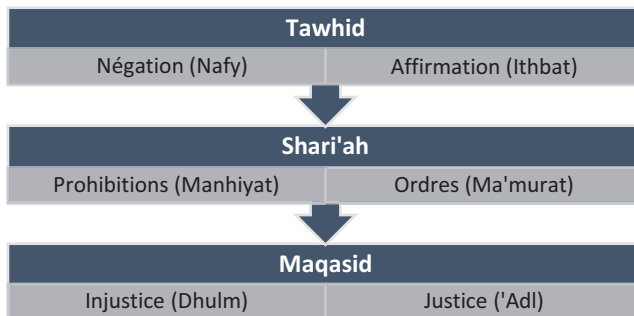 Tawhid
Négation (Nafy) Affirmation (Ithbat)
Shari'ah
Prohibitions (Manhiyat) Ordres (Ma'murat)
Maqasid
Injustice (Dhulm) Justice ('Adl)